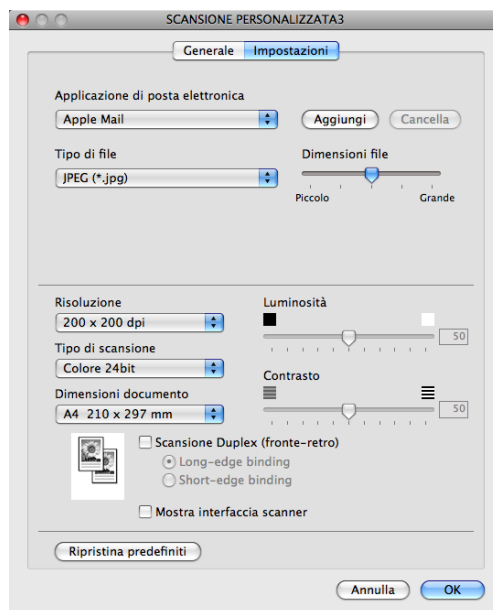 SCANSIONE PERSONALIZZATA3
Generale Impostazioni
Applicazione di posta elettronica
Apple Mail Aggiungi Cancella
Tipo di file Dimensioni file
JPEG (*.jpg)
Piccolo Grande
Risoluzione Luminosità
200 x 200 dpi
50
Tipo di scansione
Colore 24bit
Contrasto
Dimensioni documento
A4 210 x 297 mm 50
Scansione Duplex (fronte-retro)
Long-edge binding
Short-edge binding
Mostra interfaccia scanner
Ripristina predefiniti
Annulla OK